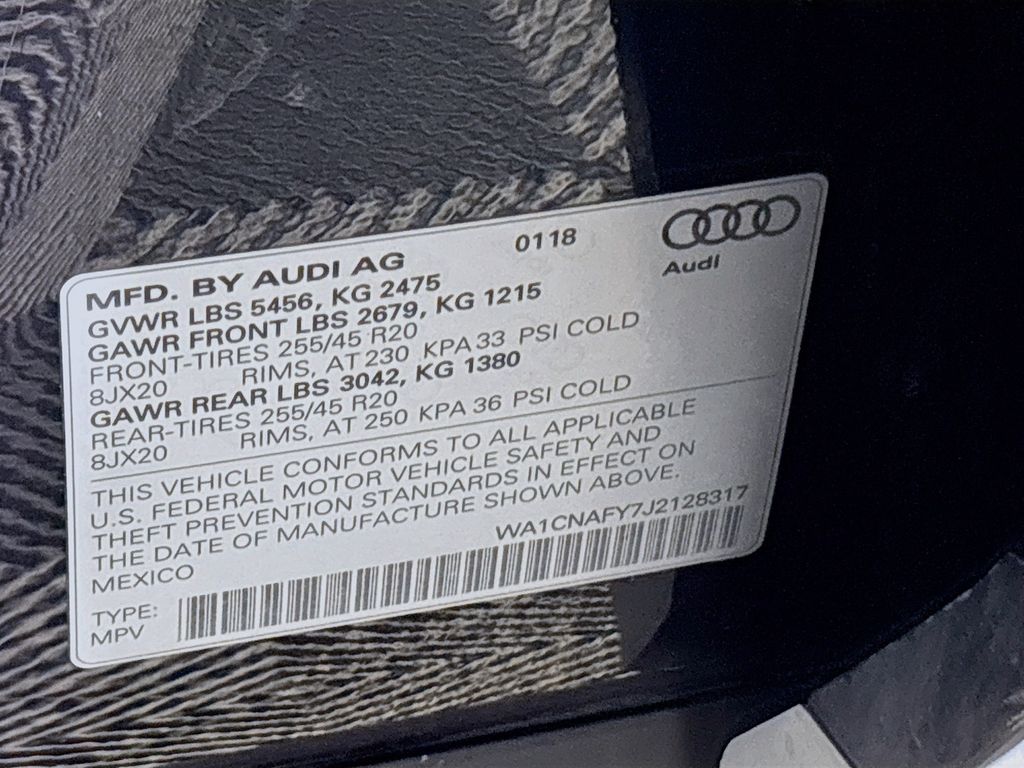 0118
Audi
MFD. BY AUDI AG
GVWR LBS 5456, KG 2475
GAWR FRONT LBS 2679, KG 1215
FRONT-TIRES 255/45 R20
8JX20 RIMS, AT 230 KPA 33 PSI COLD
GAWR REAR LBS 3042, KG 1380
REAR-TIRES 255/45 R20
8JX20 RIMS, AT 250 KPA 36 PSI COLD
THIS VEHICLE CONFORMS TO ALL APPLICABLE
U.S. FEDERAL MOTOR VEHICLE SAFETY AND
THEFT PREVENTION STANDARDS IN EFFECT ON
THE DATE OF MANUFACTURE SHOWN ABOVE.
MEXICO
WA1CNAFY7J2128317
TYPE:
MPV